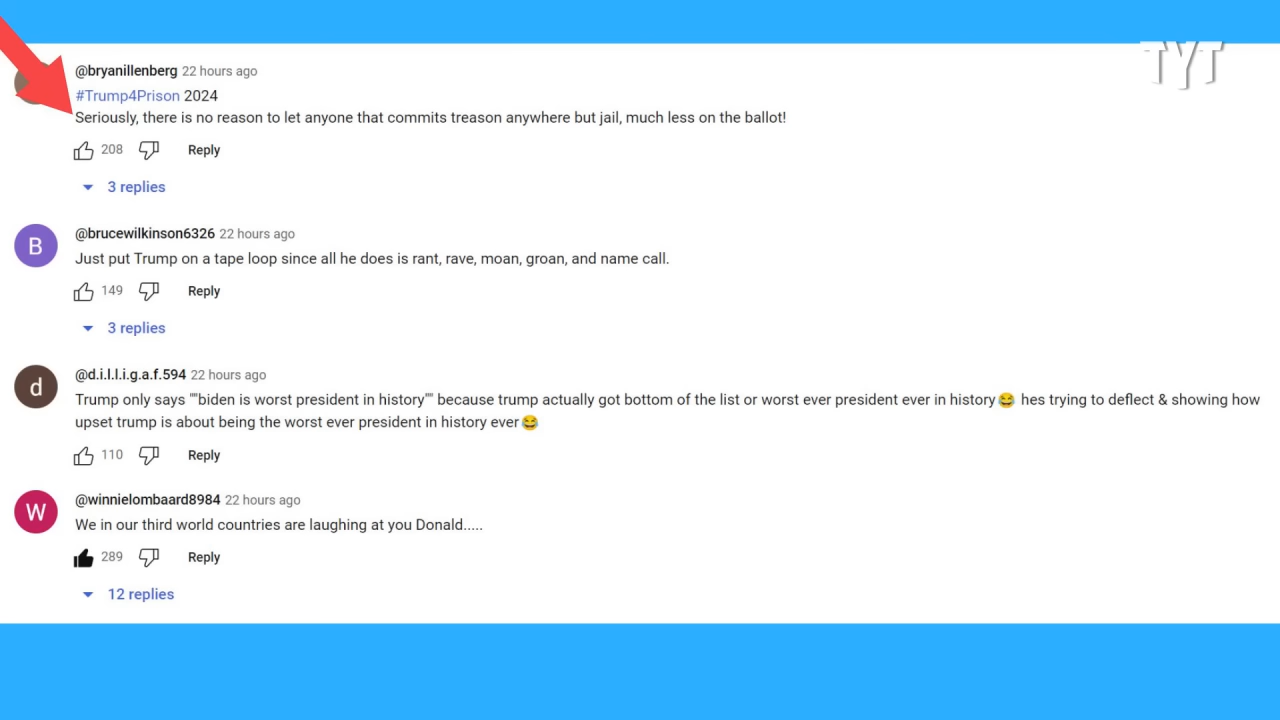 TYT
@bryanillenberg 22 hours ago
#Trump4Prison 2024
Seriously, there is no reason to let anyone that commits treason anywhere but jail, much less on the ballot!
208 Reply
3 replies
B
@brucewilkinson6326 22 hours ago
Just put Trump on a tape loop since all he does is rant, rave, moan, groan, and name call.
149 Reply
3 replies
d
@d.i.l.l.i.g.a.f.594 22 hours ago
Trump only says ""biden is worst president in history"" because trump actually got bottom of the list or worst ever president ever in history😂 hes trying to deflect & showing how
upset trump is about being the worst ever president in history ever😂
110 Reply
W
@winnielombaard8984 22 hours ago
We in our third world countries are laughing at you Donald.....
289 Reply
12 replies